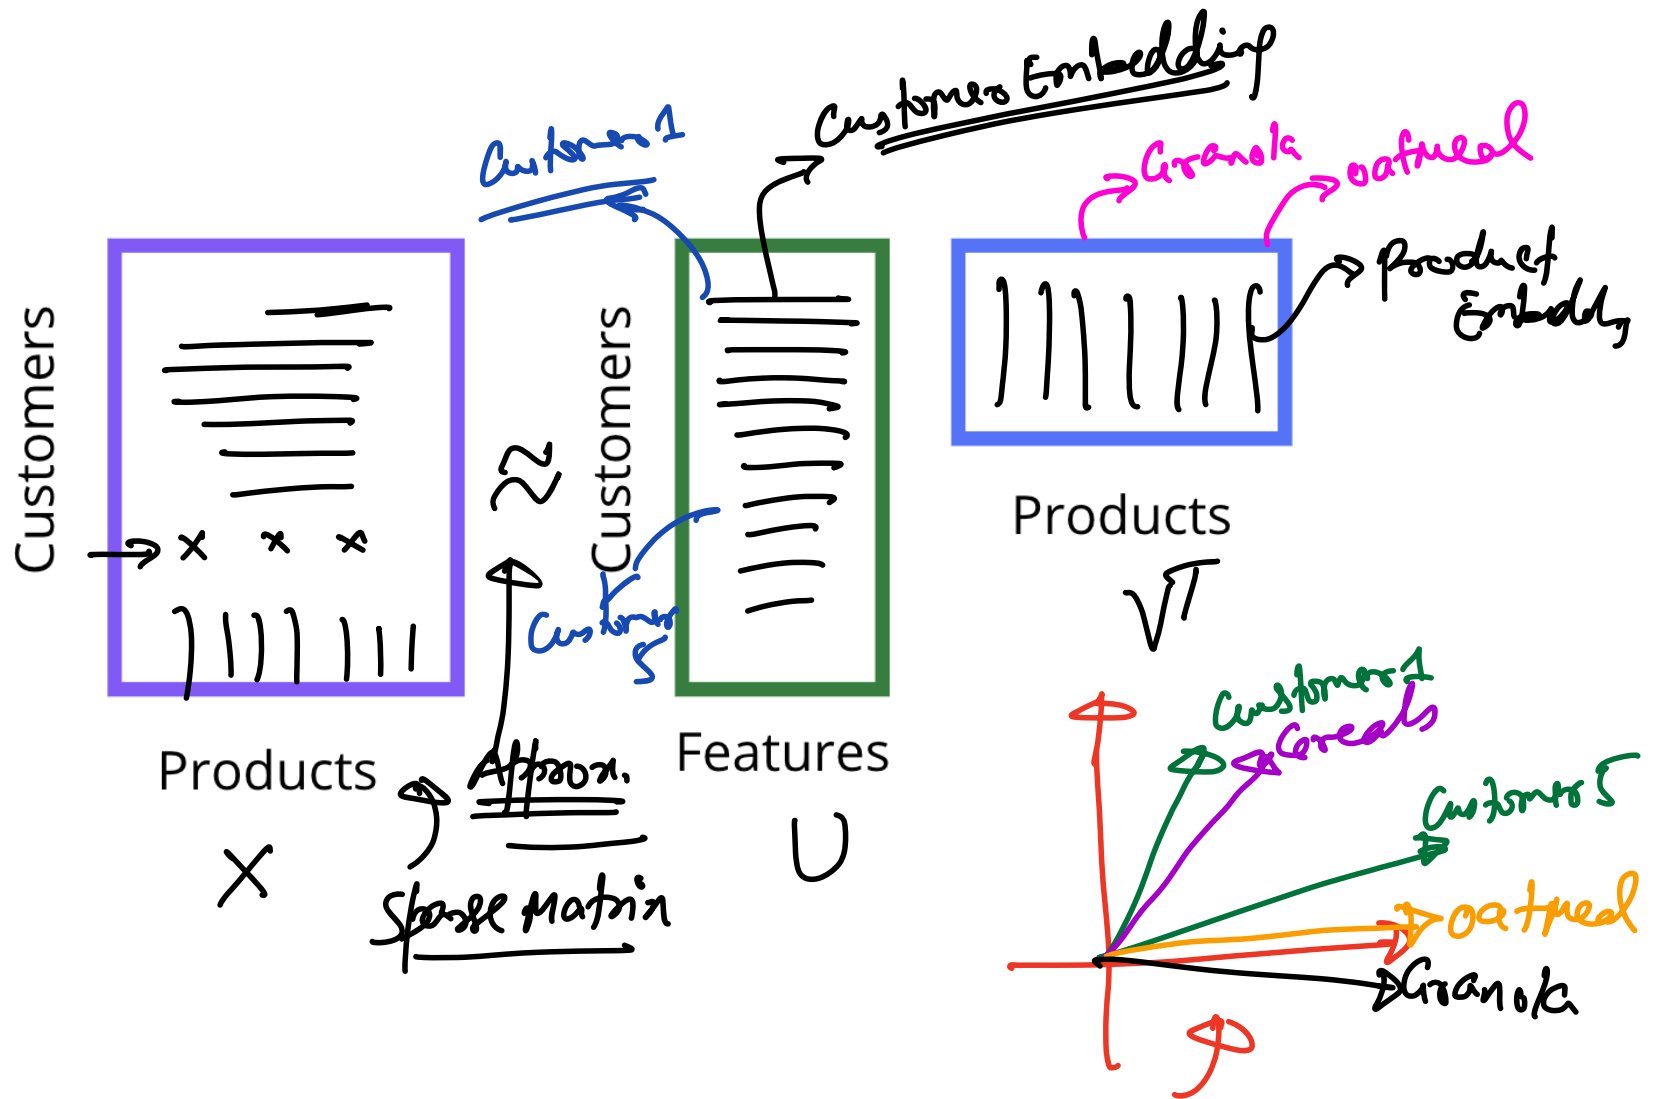 Customer Embedding
Customer 1
Granola
oatmeal
Product
Customers
Customers
≈
x x x
Products
Customer
5
Products
Features
Approx.
X
U
VT
Sparse Matrix
Customer 1
Cereals
Customer 5
oatmeal
Granola